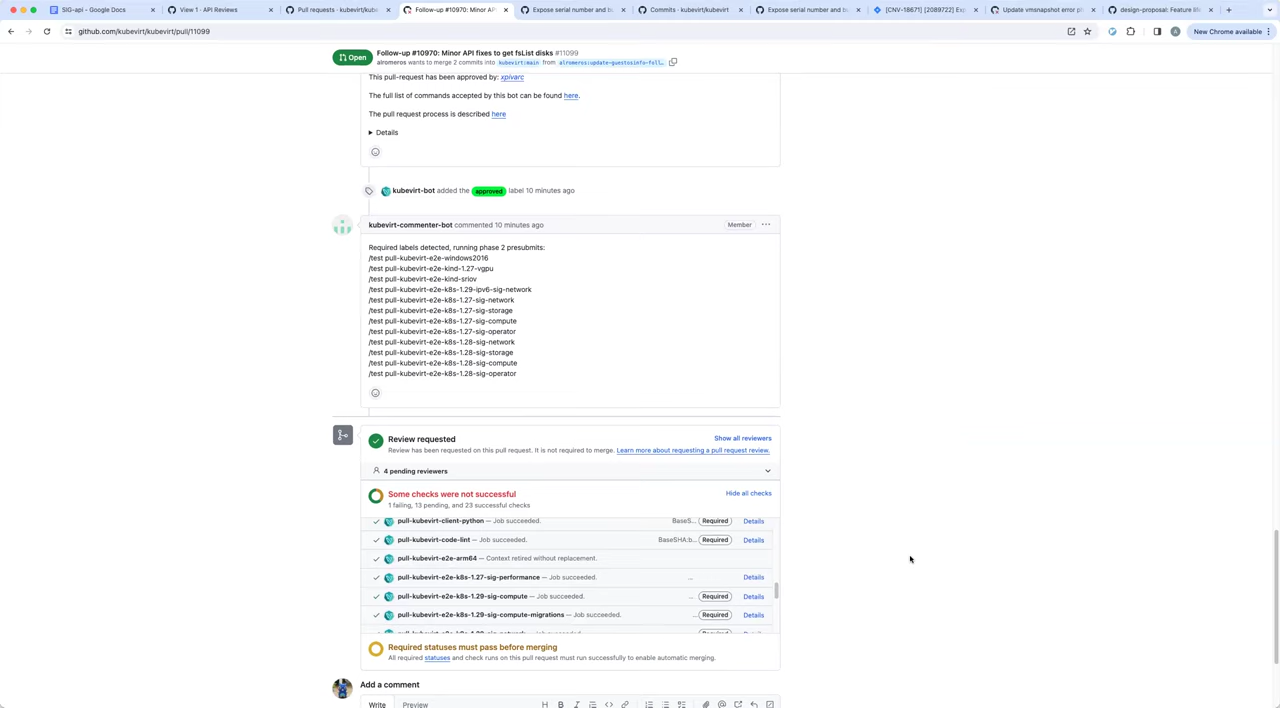 SIG-api - Google Docs
View 1 · API Reviews
Pull requests · kubevirt/kube
Follow-up #10970: Minor API
Expose serial number and b
Commits · kubevirt/kubevirt
Expose serial number and bo
[CNV-18671] [2089722] Exp
Update vmsnapshot error p
design-proposal: Feature life
github.com/kubevirt/kubevirt/pull/11099
New Chrome available
Open
Follow-up #10970: Minor API fixes to get fsList disks #11099
alromeros wants to merge 2 commits into kubevirt:main from alromeros:update-guestosinfo-foll...
This pull-request has been approved by: xpivarc
The full list of commands accepted by this bot can be found here.
The pull request process is described here
Details
kubevirt-bot added the approved label 10 minutes ago
kubevirt-commenter-bot commented 10 minutes ago
Member
Required labels detected, running phase 2 presubmits:
/test pull-kubevirt-e2e-windows2016
/test pull-kubevirt-e2e-kind-1.27-vgpu
/test pull-kubevirt-e2e-kind-sriov
/test pull-kubevirt-e2e-k8s-1.29-ipv6-sig-network
/test pull-kubevirt-e2e-k8s-1.27-sig-network
/test pull-kubevirt-e2e-k8s-1.27-sig-storage
/test pull-kubevirt-e2e-k8s-1.27-sig-compute
/test pull-kubevirt-e2e-k8s-1.27-sig-operator
/test pull-kubevirt-e2e-k8s-1.28-sig-network
/test pull-kubevirt-e2e-k8s-1.28-sig-storage
/test pull-kubevirt-e2e-k8s-1.28-sig-compute
/test pull-kubevirt-e2e-k8s-1.28-sig-operator
Review requested
Show all reviewers
Review has been requested on this pull request. It is not required to merge. Learn more about requesting a pull request review.
4 pending reviewers
Some checks were not successful
Hide all checks
1 failing, 13 pending, and 23 successful checks
pull-kubevirt-client-python — Job succeeded. BaseS... Required Details
pull-kubevirt-code-lint — Job succeeded. BaseSHA:b... Required Details
pull-kubevirt-e2e-arm64 — Context retired without replacement.
pull-kubevirt-e2e-k8s-1.27-sig-performance — Job succeeded. ... Details
pull-kubevirt-e2e-k8s-1.29-sig-compute — Job succeeded. ... Required Details
pull-kubevirt-e2e-k8s-1.29-sig-compute-migrations — Job succeeded. ... Required Details
Required statuses must pass before merging
All required statuses and check runs on this pull request must run successfully to enable automatic merging.
Add a comment
Write Preview